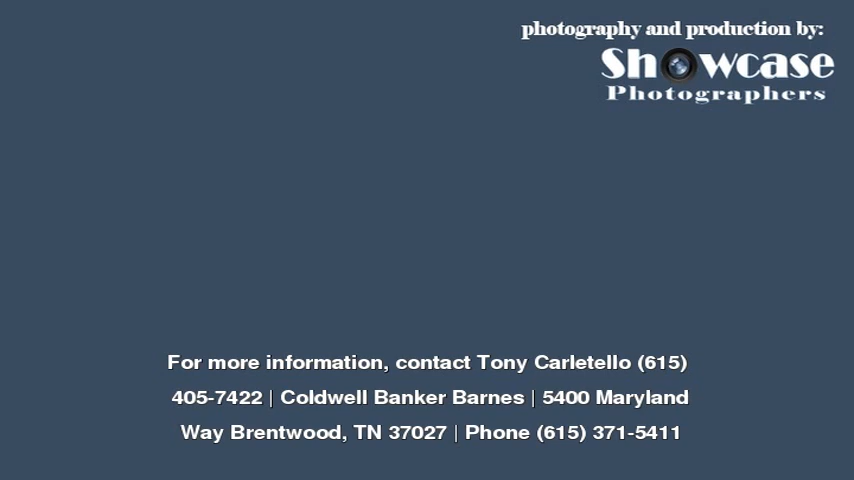 photography and production by:
Showcase
Photographers
For more information, contact Tony Carletello (615)
405-7422 | Coldwell Banker Barnes | 5400 Maryland
Way Brentwood, TN 37027 | Phone (615) 371-5411